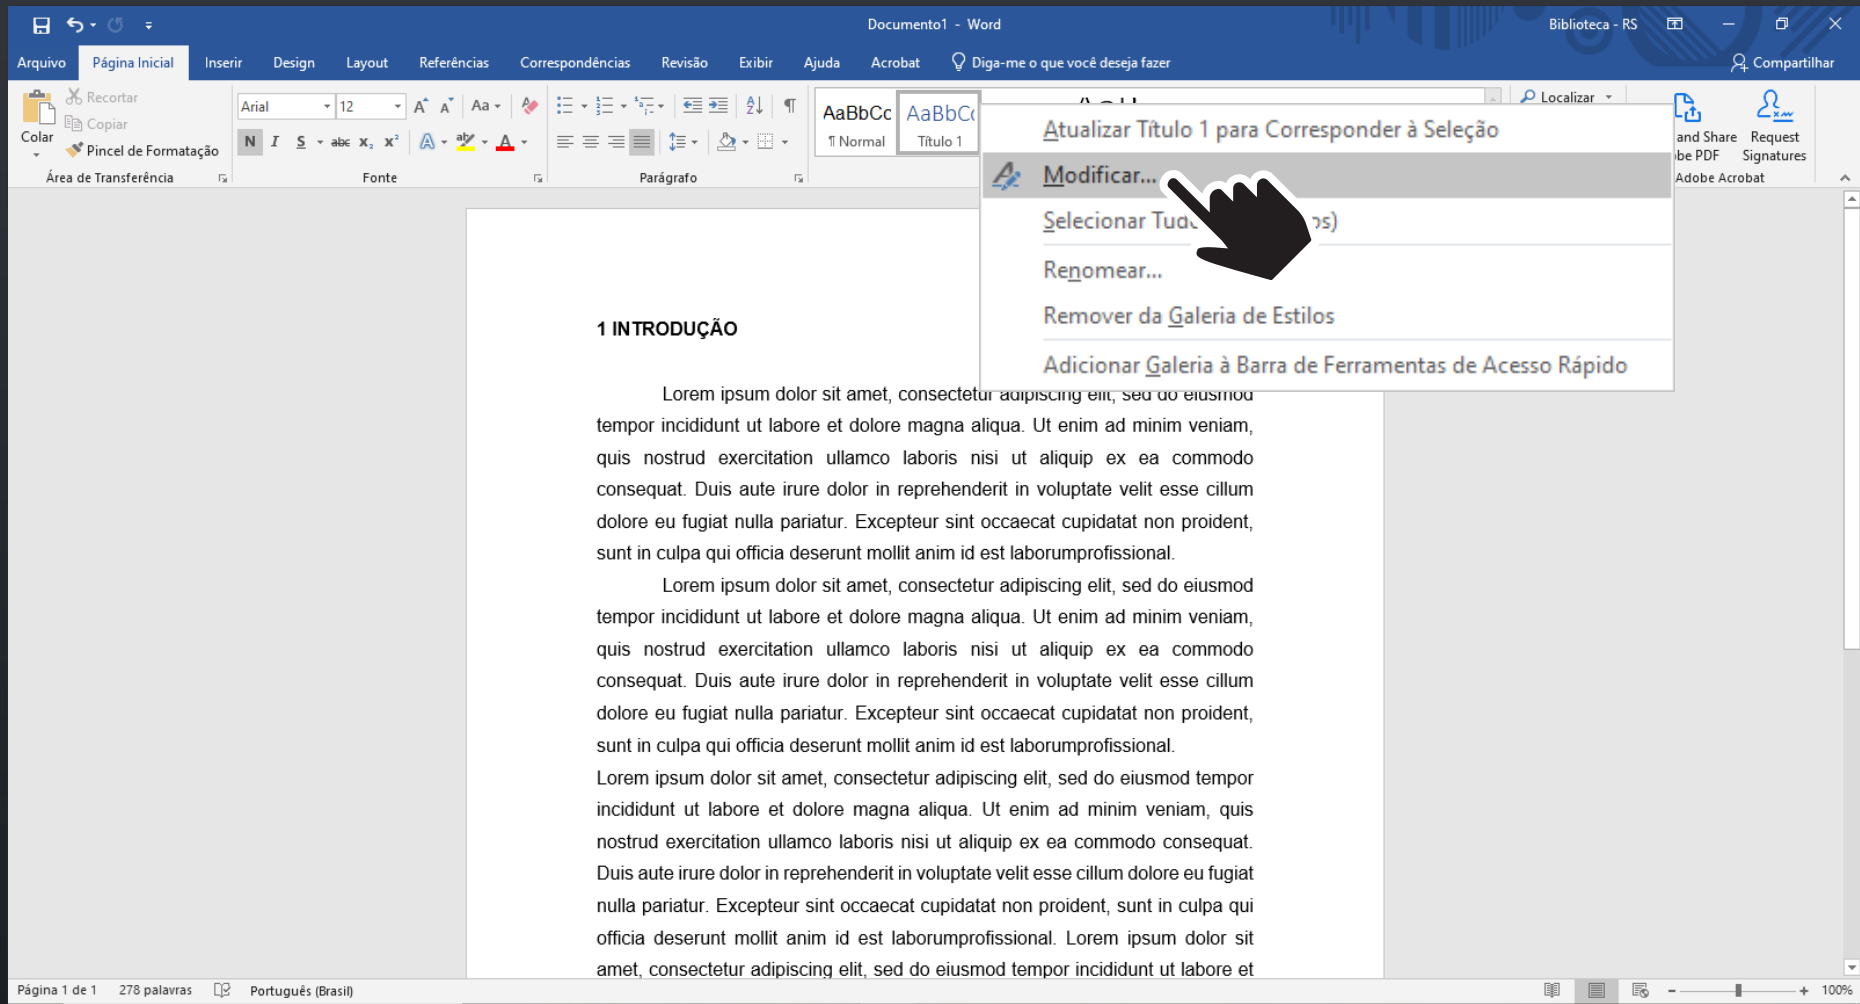 Documento1 - Word
Biblioteca - RS
Arquivo Página Inicial Inserir Design Layout Referências Correspondências Revisão Exibir Ajuda Acrobat Diga-me o que você deseja fazer Compartilhar
Colar
Recortar
Copiar
Pincel de Formatação
Área de Transferência
Arial 12 Aa
N I S abc x₂ x² A aby A
Fonte
Parágrafo
AaBbCc
¶ Normal
AaBbC
Título 1
Localizar
and Share
be PDF
Request
Signatures
Adobe Acrobat
Atualizar Título 1 para Corresponder à Seleção
Modificar...
Selecionar os)
Renomear...
Remover da Galeria de Estilos
Adicionar Galeria à Barra de Ferramentas de Acesso Rápido
1 INTRODUÇÃO
Lorem ipsum dolor sit amet, consectetur adipiscing elit, sed do eiusmod
tempor incididunt ut labore et dolore magna aliqua. Ut enim ad minim veniam,
quis nostrud exercitation ullamco laboris nisi ut aliquip ex ea commodo
consequat. Duis aute irure dolor in reprehenderit in voluptate velit esse cillum
dolore eu fugiat nulla pariatur. Excepteur sint occaecat cupidatat non proident,
sunt in culpa qui officia deserunt mollit anim id est laborumprofissional.
Lorem ipsum dolor sit amet, consectetur adipiscing elit, sed do eiusmod
tempor incididunt ut labore et dolore magna aliqua. Ut enim ad minim veniam,
quis nostrud exercitation ullamco laboris nisi ut aliquip ex ea commodo
consequat. Duis aute irure dolor in reprehenderit in voluptate velit esse cillum
dolore eu fugiat nulla pariatur. Excepteur sint occaecat cupidatat non proident,
sunt in culpa qui officia deserunt mollit anim id est laborumprofissional.
Lorem ipsum dolor sit amet, consectetur adipiscing elit, sed do eiusmod tempor
incididunt ut labore et dolore magna aliqua. Ut enim ad minim veniam, quis
nostrud exercitation ullamco laboris nisi ut aliquip ex ea commodo consequat.
Duis aute irure dolor in reprehenderit in voluptate velit esse cillum dolore eu fugiat
nulla pariatur. Excepteur sint occaecat cupidatat non proident, sunt in culpa qui
officia deserunt mollit anim id est laborumprofissional. Lorem ipsum dolor sit
amet, consectetur adipiscing elit, sed do eiusmod tempor incididunt ut labore et
Página 1 de 1 278 palavras Português (Brasil) 100%